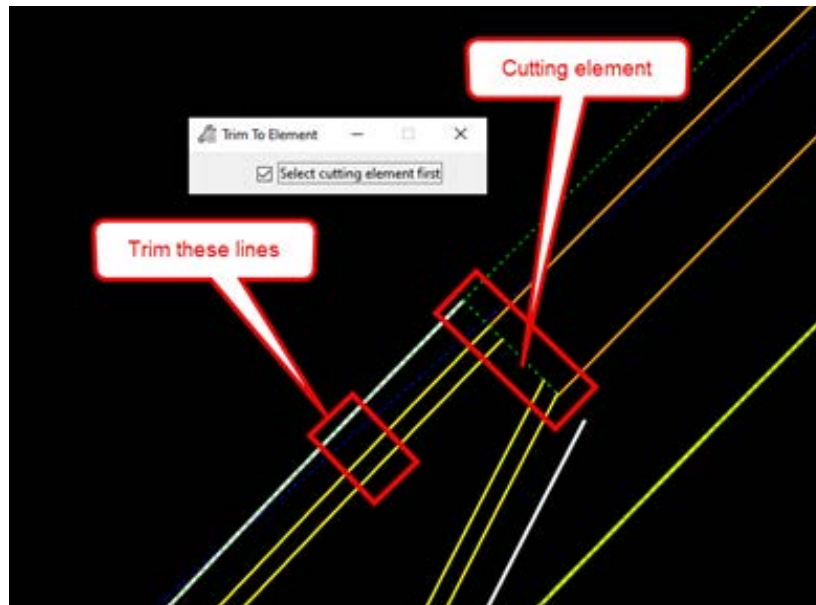 Cutting element
Trim To Element
Select cutting element first
Trim these lines